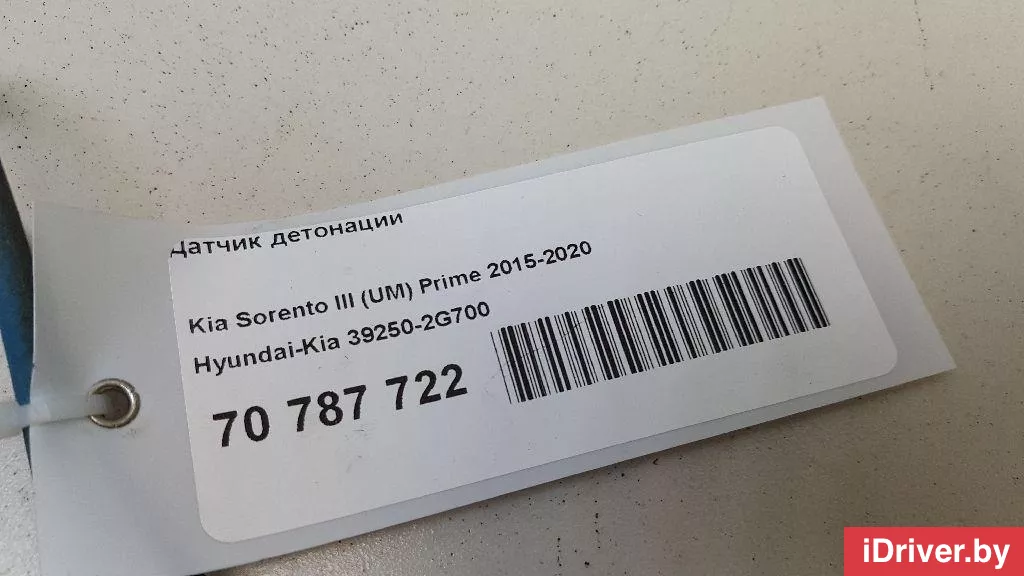 Датчик детонации
Kia Sorento III (UM) Prime 2015-2020
Hyundai-Kia 39250-2G700
70 787 722
iDriver.by